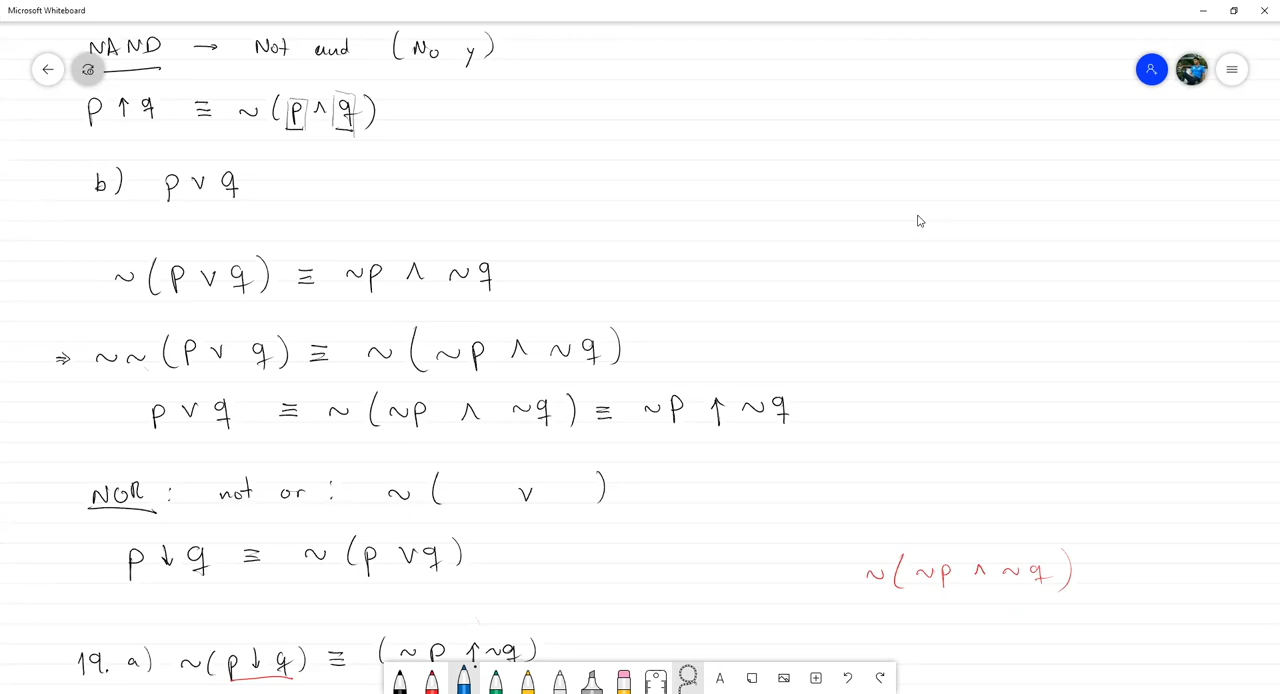 Microsoft Whiteboard
NAND → Not and (No y)
p ↑ q ≡ ~(p ∧ q)
b) p ∨ q
~(p ∨ q) ≡ ~p ∧ ~q
⇒ ~~(p ∨ q) ≡ ~(~p ∧ ~q)
p ∨ q ≡ ~(~p ∧ ~q) ≡ ~p ↑ ~q
NOR : not or : ~( ∨ )
p ↓ q ≡ ~(p ∨ q)
~(~p ∧ ~q)
19. a) ~(p ↓ q) ≡ (~p ↑ ~q)
A